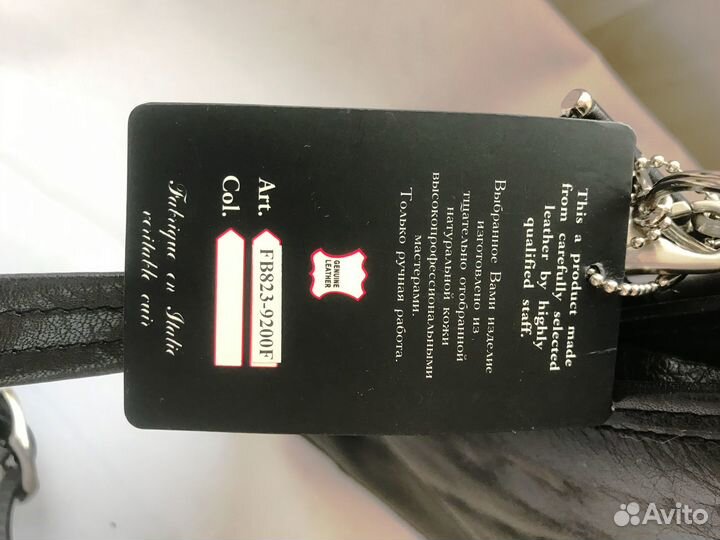 This a product made
from carefully selected
leather by highly
qualified staff.
Выбранное Вами изделие
изготовлено из
тщательно отобранной
натуральной кожи
высокопрофессиональными
мастерами.
Только ручная работа.
GENUINE
LEATHER
Art. FB823-9200F
Col.
Fabrique en Italie
veritable cuir
Avito